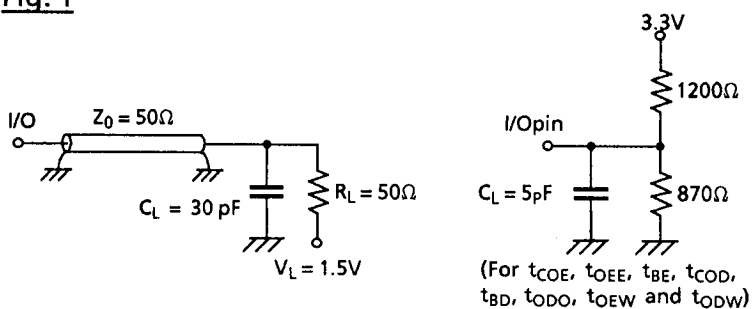 Fig. 1
3.3V
1200Ω
I/O
Z0 = 50Ω
CL = 30 pF
RL = 50Ω
VL = 1.5V
I/Opin
CL = 5pF
870Ω
(For tCOE, tOEE, tBE, tCOD,
tBD, tODO, tOEW and tODW)